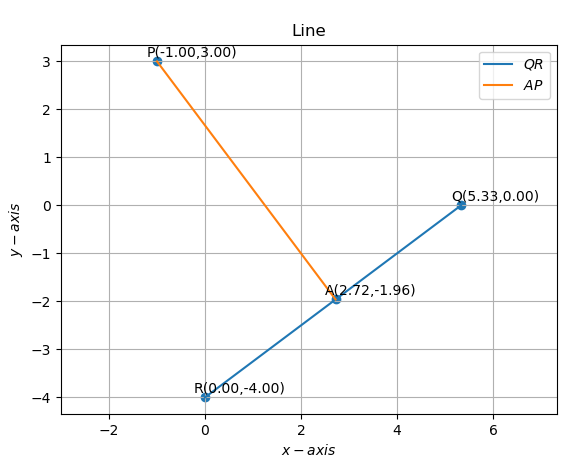 Line
P(-1.00,3.00)
QR
AP
Q(5.33,0.00)
A(2.72,-1.96)
R(0.00,-4.00)
3
2
1
0
−1
−2
−3
−4
y − axis
−2
0
2
4
6
x − axis